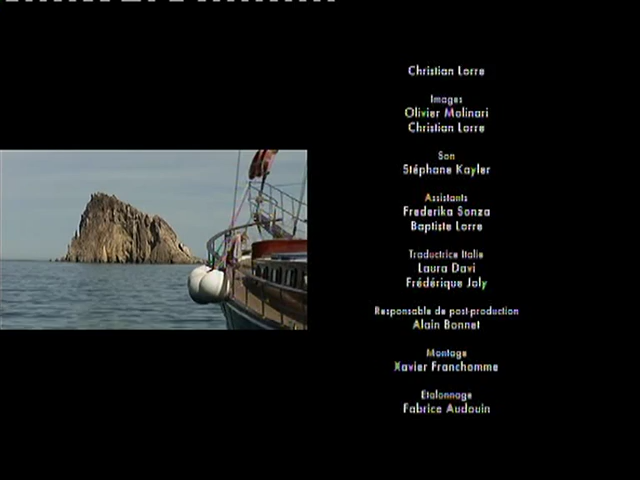 Christian Lorre
Images
Olivier Molinari
Christian Lorre
Son
Stéphane Kayler
Assistants
Frederika Sonza
Baptiste Lorre
Traductrice Italie
Laura Davi
Frédérique Joly
Responsable de post-production
Alain Bonnet
Montage
Xavier Franchomme
Etalonnage
Fabrice Audouin